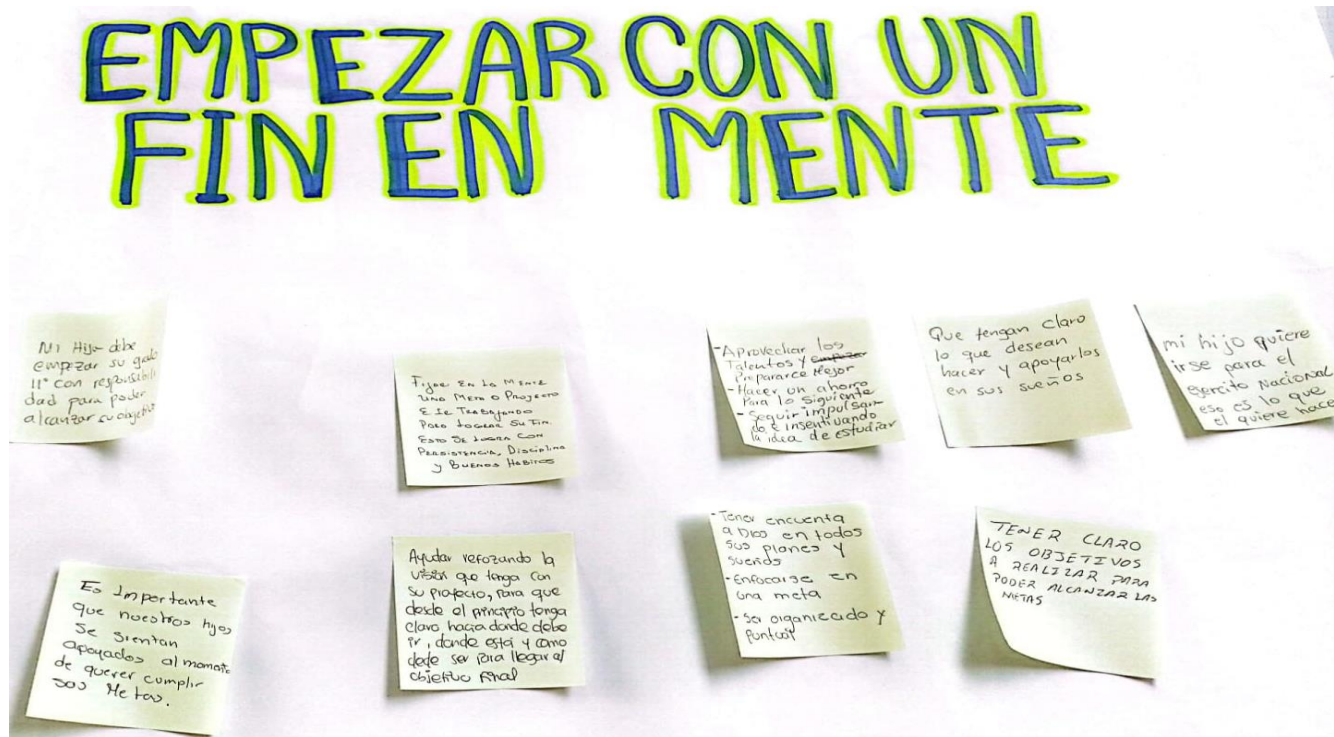 EMPEZAR CON UN
FIN EN MENTE
Mi Hijo debe
empezar su grado
11° con responsabili
dad para poder
alcanzar su objetivo
Fijar En la Mente
una Meta o Proyecto
E Ir Trabajando
Para Lograr Su Fin.
Esto Se Logra Con
Persistencia, Disciplina
y Buenos Habitos
-Aprovechar los
Talentos y empezar
Prepararce Mejor
-Hacer un ahorro
Para lo Siguiente
-Seguir impulsan
do e insentivando
la idea de estudiar
Que tengan claro
lo que desean
hacer y apoyarlos
en sus sueños
mi hijo quiere
irse para el
ejercito Nacional
eso es lo que
el quiere hacer
Es Importante
que nuestros hijos
se sientan
apoyados al momento
de querer cumplir
sus Metas.
Ayudar refozando la
visión que tenga con
su proyecto, para que
desde el principio tenga
claro hacia donde debe
ir, donde está y como
debe ser para llegar al
objetivo final
-Tener encuenta
a Dios en todos
sus planes y
sueños
-Enfocarse en
una meta
-Ser organizado y
puntual
TENER CLARO
LOS OBJETIVOS
A REALIZAR PARA
PODER ALCANZAR LAS
METAS